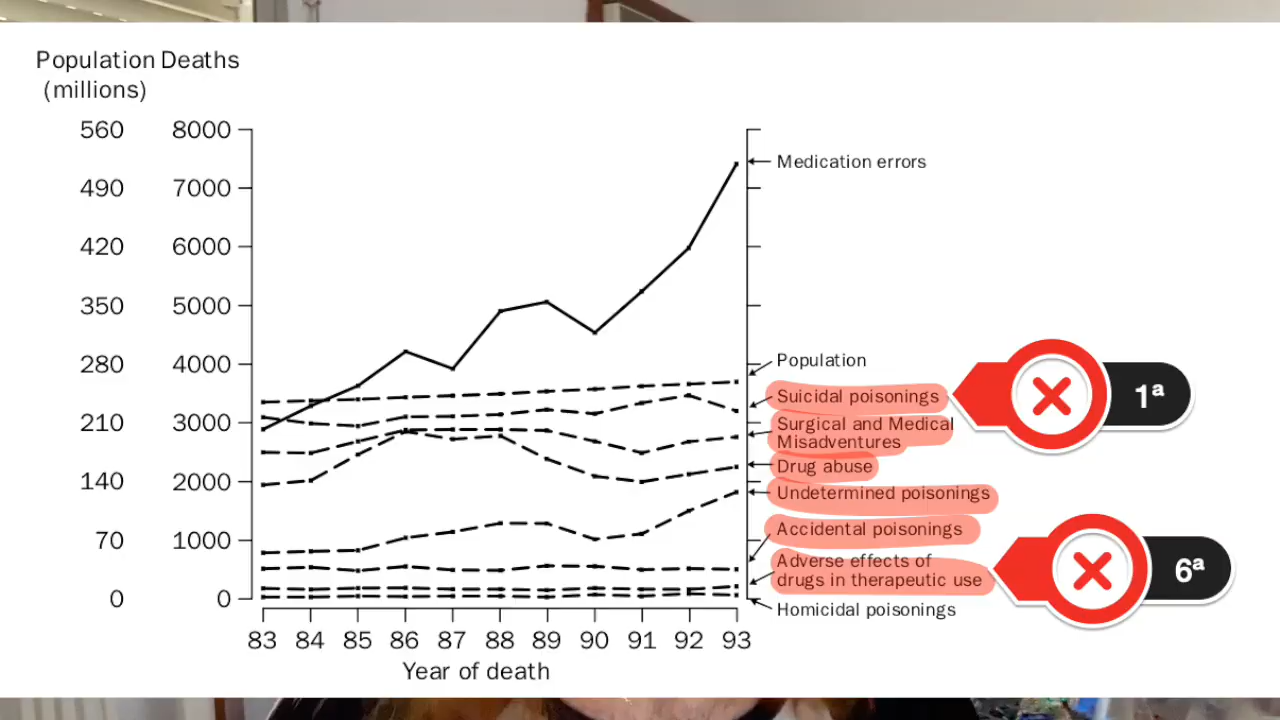 Population Deaths
(millions)
560 8000
490 7000
420 6000
350 5000
280 4000
210 3000
140 2000
70 1000
0 0
83 84 85 86 87 88 89 90 91 92 93
Year of death
Medication errors
Population
Suicidal poisonings
Surgical and Medical
Misadventures
Drug abuse
Undetermined poisonings
Accidental poisonings
Adverse effects of
drugs in therapeutic use
Homicidal poisonings
1ª
6ª